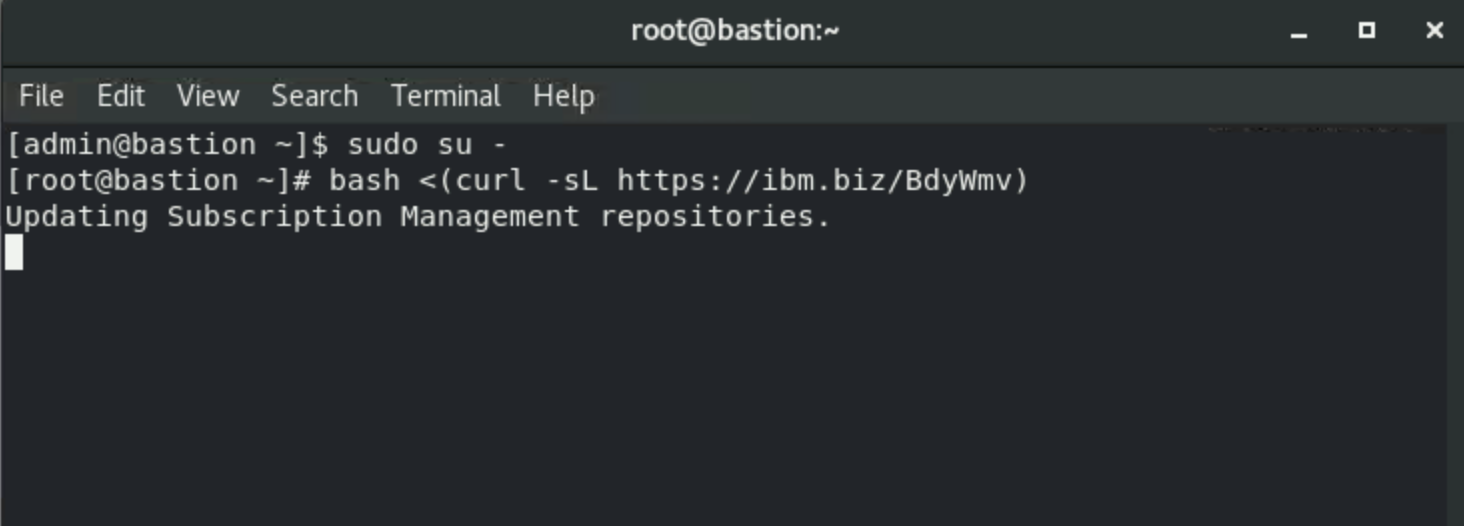 root@bastion:~
File Edit View Search Terminal Help
[admin@bastion ~]$ sudo su -
[root@bastion ~]# bash <(curl -sL https://ibm.biz/BdyWmv)
Updating Subscription Management repositories.